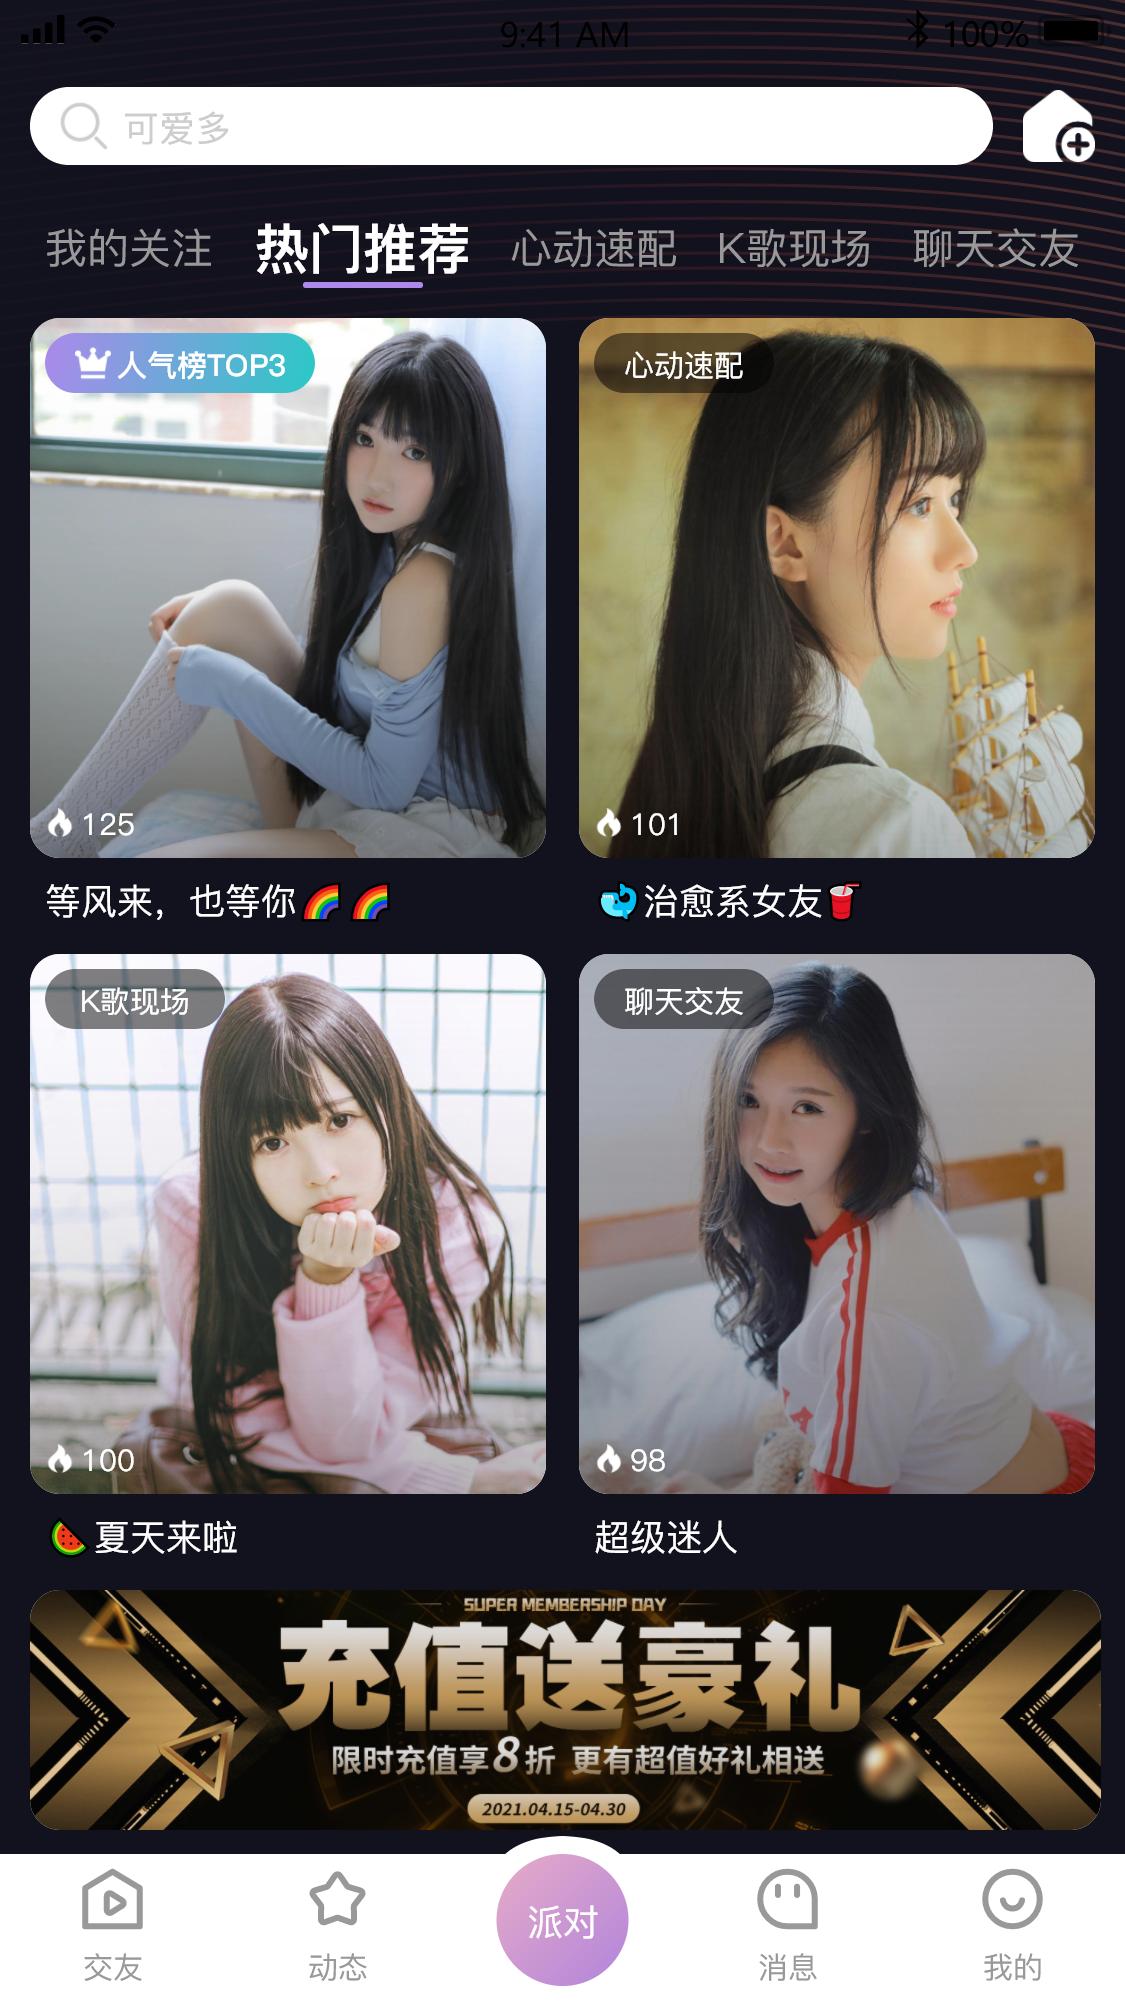 9:41 AM 100%
可爱多
我的关注 热门推荐 心动速配 K歌现场 聊天交友
人气榜TOP3
心动速配
125
101
等风来，也等你🌈🌈
🐳治愈系女友🥤
K歌现场
聊天交友
100
98
🍉夏天来啦
超级迷人
SUPER MEMBERSHIP DAY
充值送豪礼
限时充值享8折 更有超值好礼相送
2021.04.15-04.30
交友 动态 派对 消息 我的